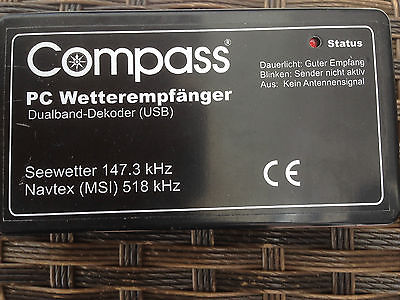 Compass®
Status
Dauerlicht: Guter Empfang
Blinken: Sender nicht aktiv
Aus: Kein Antennensignal
PC Wetterempfänger
Dualband-Dekoder (USB)
Seewetter 147.3 kHz
Navtex (MSI) 518 kHz
CE